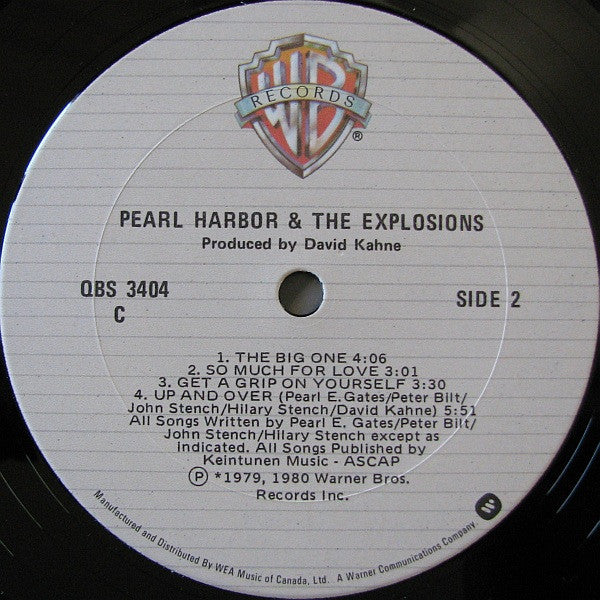 WB
RECORDS
®
PEARL HARBOR & THE EXPLOSIONS
Produced by David Kahne
QBS 3404
C
SIDE 2
1. THE BIG ONE 4:06
2. SO MUCH FOR LOVE 3:01
3. GET A GRIP ON YOURSELF 3:30
4. UP AND OVER (Pearl E. Gates/Peter Bilt/
John Stench/Hilary Stench/David Kahne) 5:51
All Songs Written by Pearl E. Gates/Peter Bilt/
John Stench/Hilary Stench except as
indicated. All Songs Published by
Keintunen Music - ASCAP
℗ *1979, 1980 Warner Bros.
Records Inc.
Manufactured and Distributed By WEA Music of Canada, Ltd. A Warner Communications Company